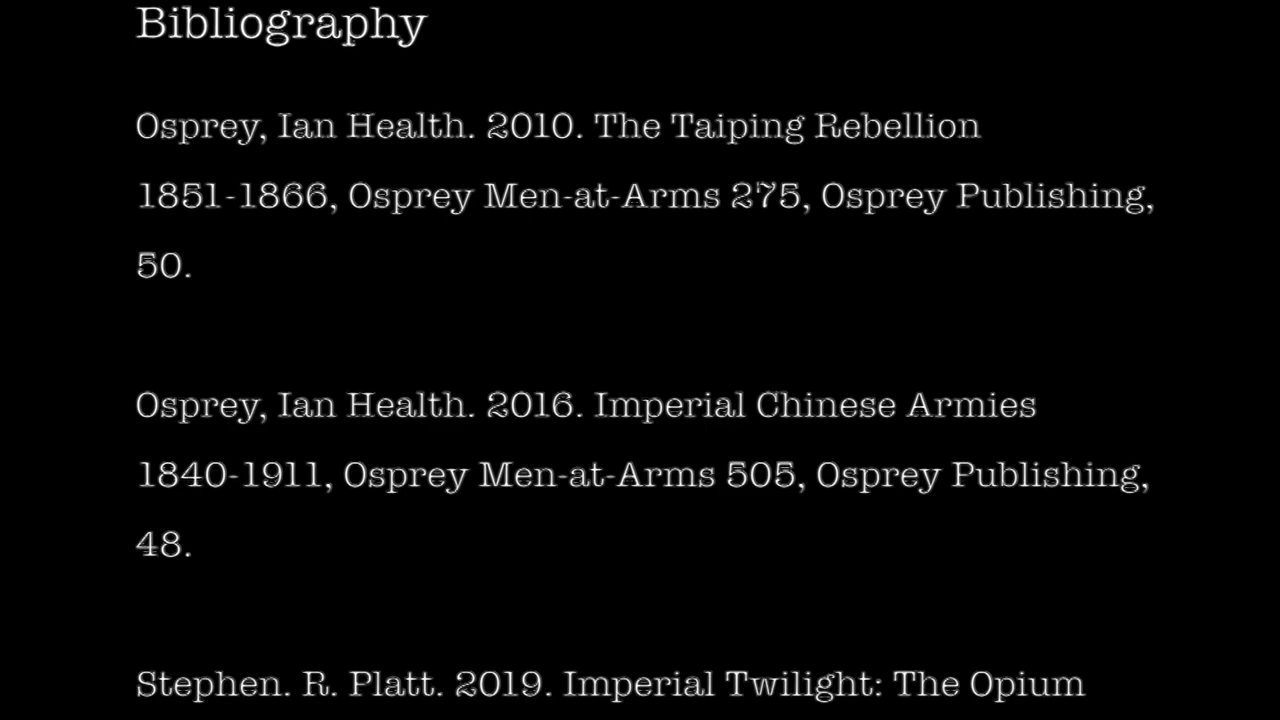 Bibliography
Osprey, Ian Health. 2010. The Taiping Rebellion
1851-1866, Osprey Men-at-Arms 275, Osprey Publishing,
50.
Osprey, Ian Health. 2016. Imperial Chinese Armies
1840-1911, Osprey Men-at-Arms 505, Osprey Publishing,
48.
Stephen. R. Platt. 2019. Imperial Twilight: The Opium